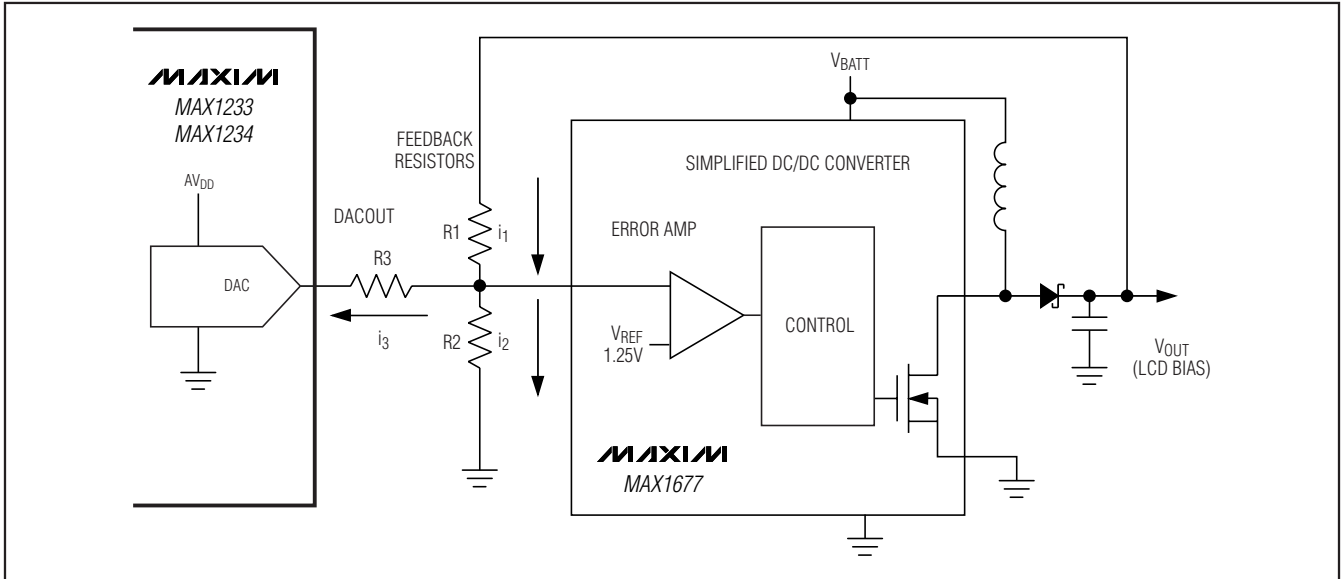 MAXIM
MAX1233
MAX1234
AVDD
DAC
DACOUT
R3
i3
FEEDBACK
RESISTORS
R1
i1
R2
i2
VBATT
SIMPLIFIED DC/DC CONVERTER
ERROR AMP
VREF
1.25V
CONTROL
MAXIM
MAX1677
VOUT
(LCD BIAS)